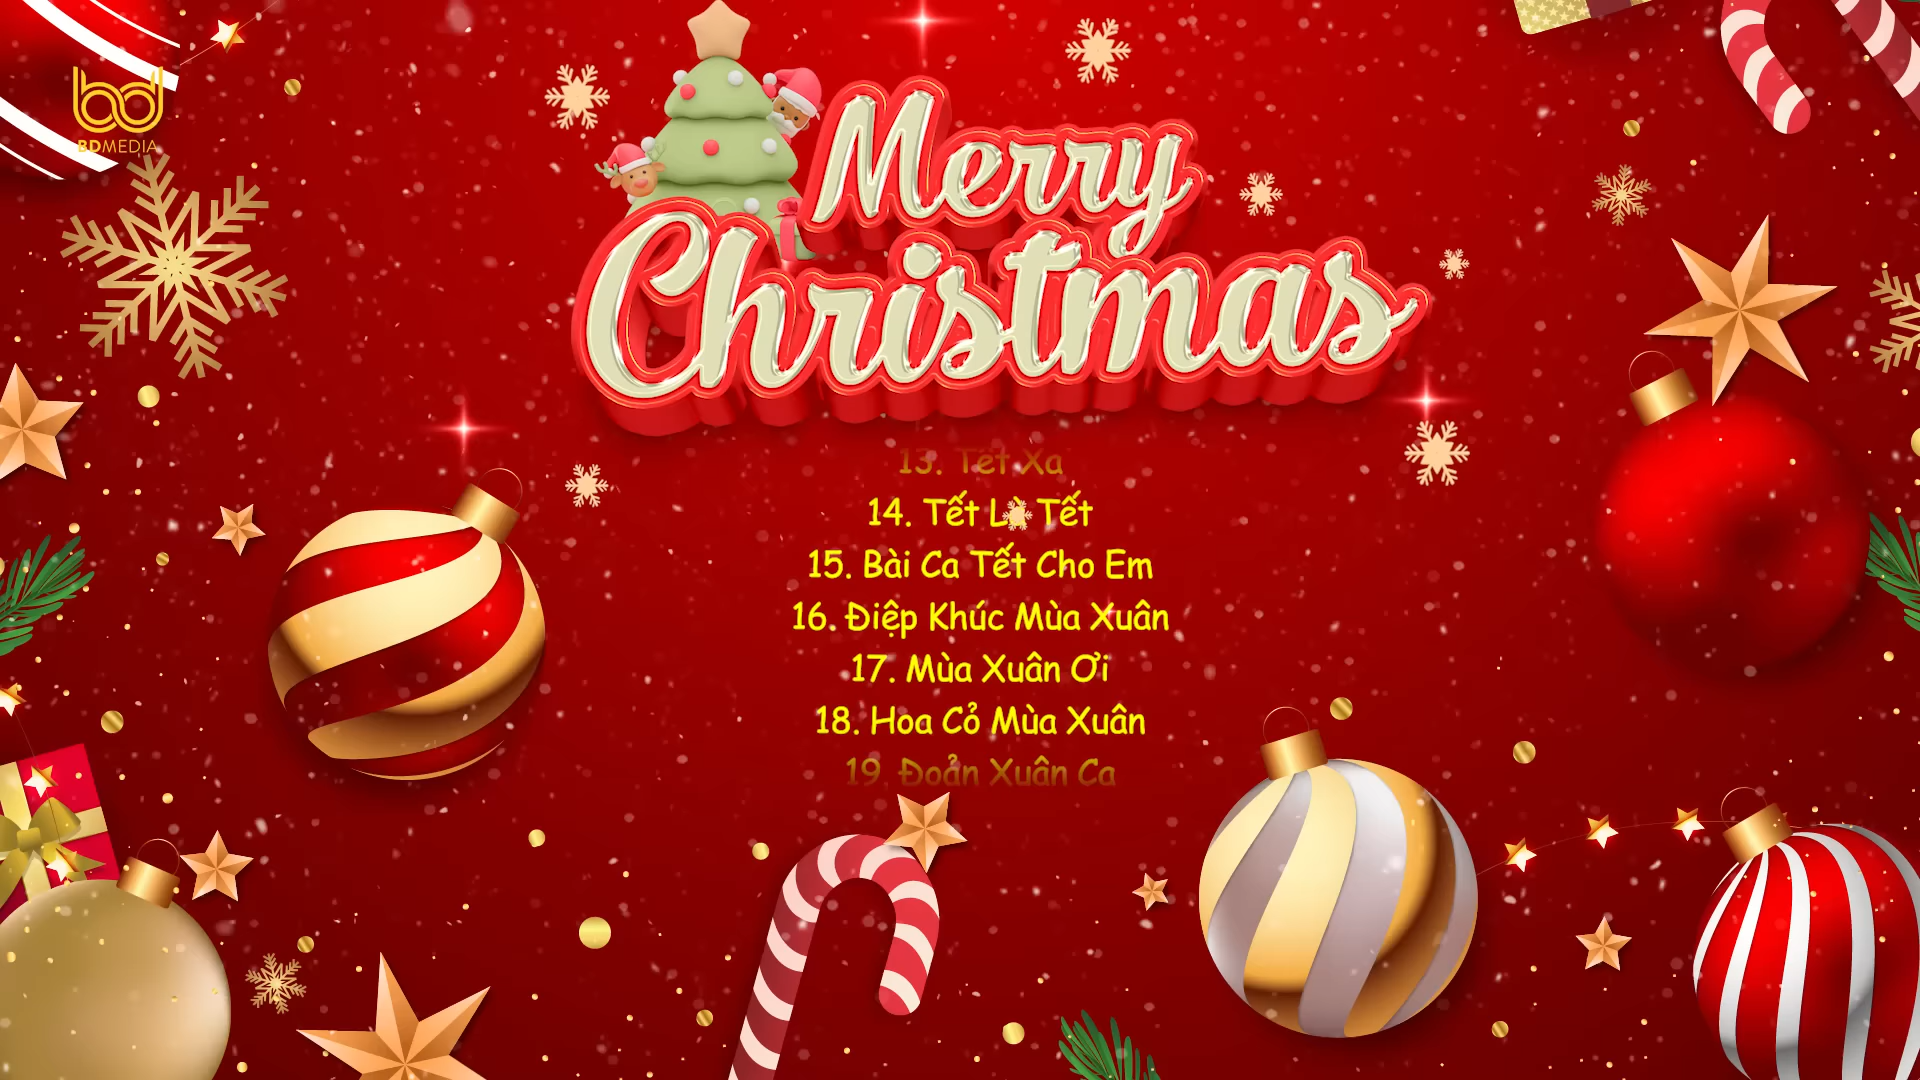 BDMEDIA
Merry
Christmas
13. Tết Xa
14. Tết Là Tết
15. Bài Ca Tết Cho Em
16. Điệp Khúc Mùa Xuân
17. Mùa Xuân Ơi
18. Hoa Cỏ Mùa Xuân
19. Đoản Xuân Ca